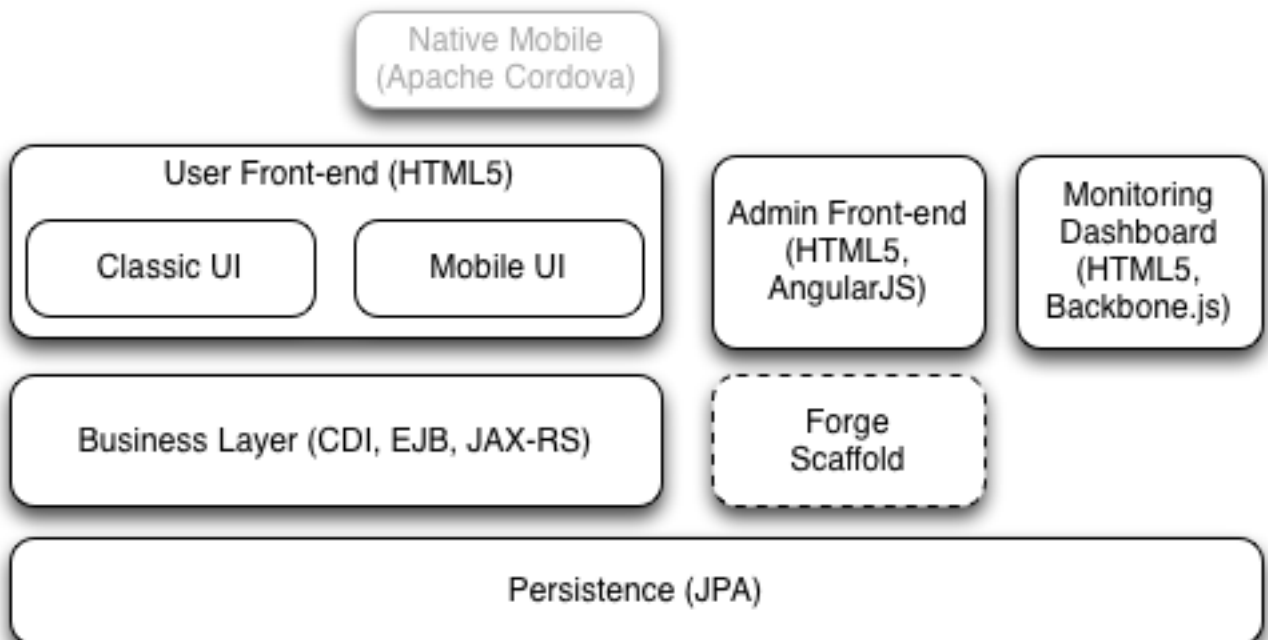 Native Mobile
(Apache Cordova)
User Front-end (HTML5)
Classic UI
Mobile UI
Admin Front-end
(HTML5,
AngularJS)
Monitoring
Dashboard
(HTML5,
Backbone.js)
Business Layer (CDI, EJB, JAX-RS)
Forge
Scaffold
Persistence (JPA)